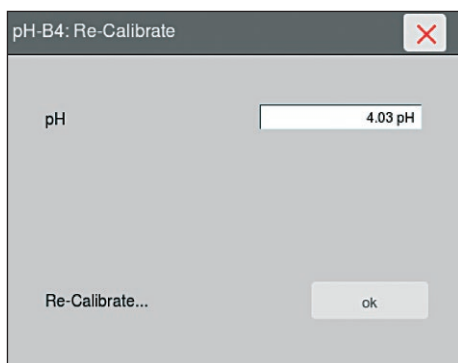 pH-B4: Re-Calibrate
pH
4.03 pH
Re-Calibrate...
ok